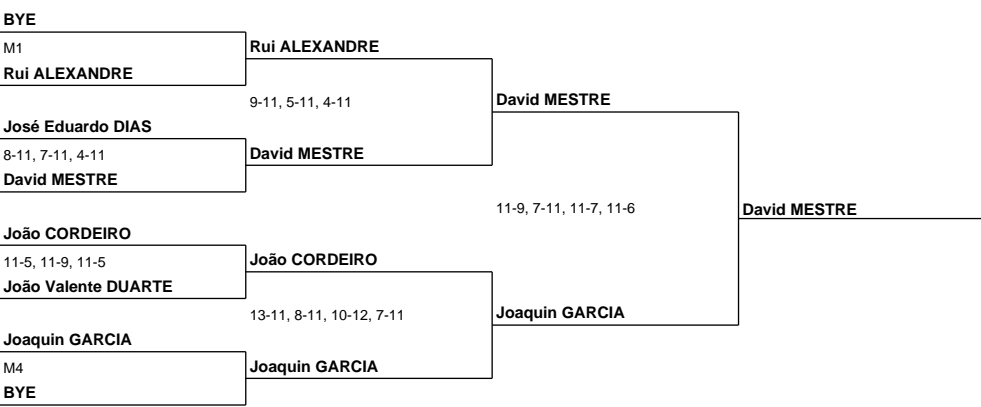 BYE
M1
Rui ALEXANDRE
Rui ALEXANDRE
9-11, 5-11, 4-11
David MESTRE
José Eduardo DIAS
8-11, 7-11, 4-11
David MESTRE
David MESTRE
11-9, 7-11, 11-7, 11-6
David MESTRE
João CORDEIRO
11-5, 11-9, 11-5
João CORDEIRO
João Valente DUARTE
13-11, 8-11, 10-12, 7-11
Joaquin GARCIA
Joaquin GARCIA
M4
Joaquin GARCIA
BYE